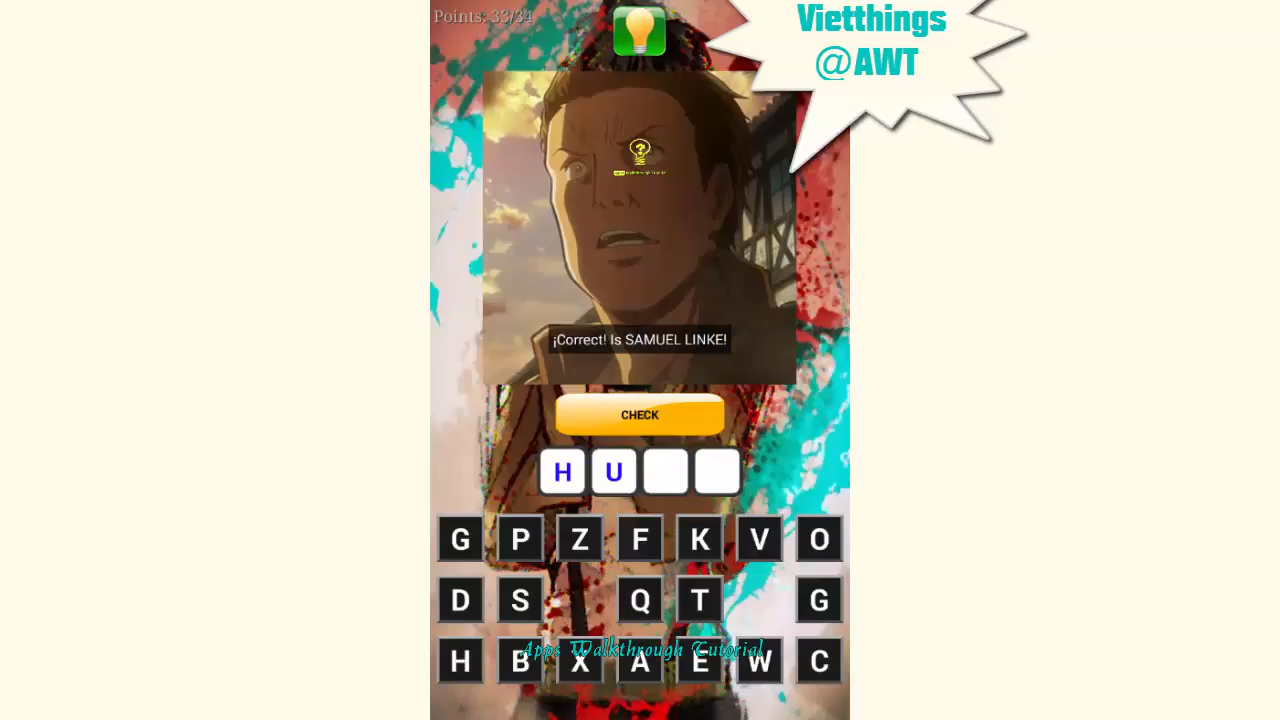 Points: 33/34
Vietthings
@AWT
?
¡Correct! Is SAMUEL LINKE!
CHECK
H U
G P Z F K V O
D S Q T G
Apps Walkthrough Tutorial
H B X A E W C